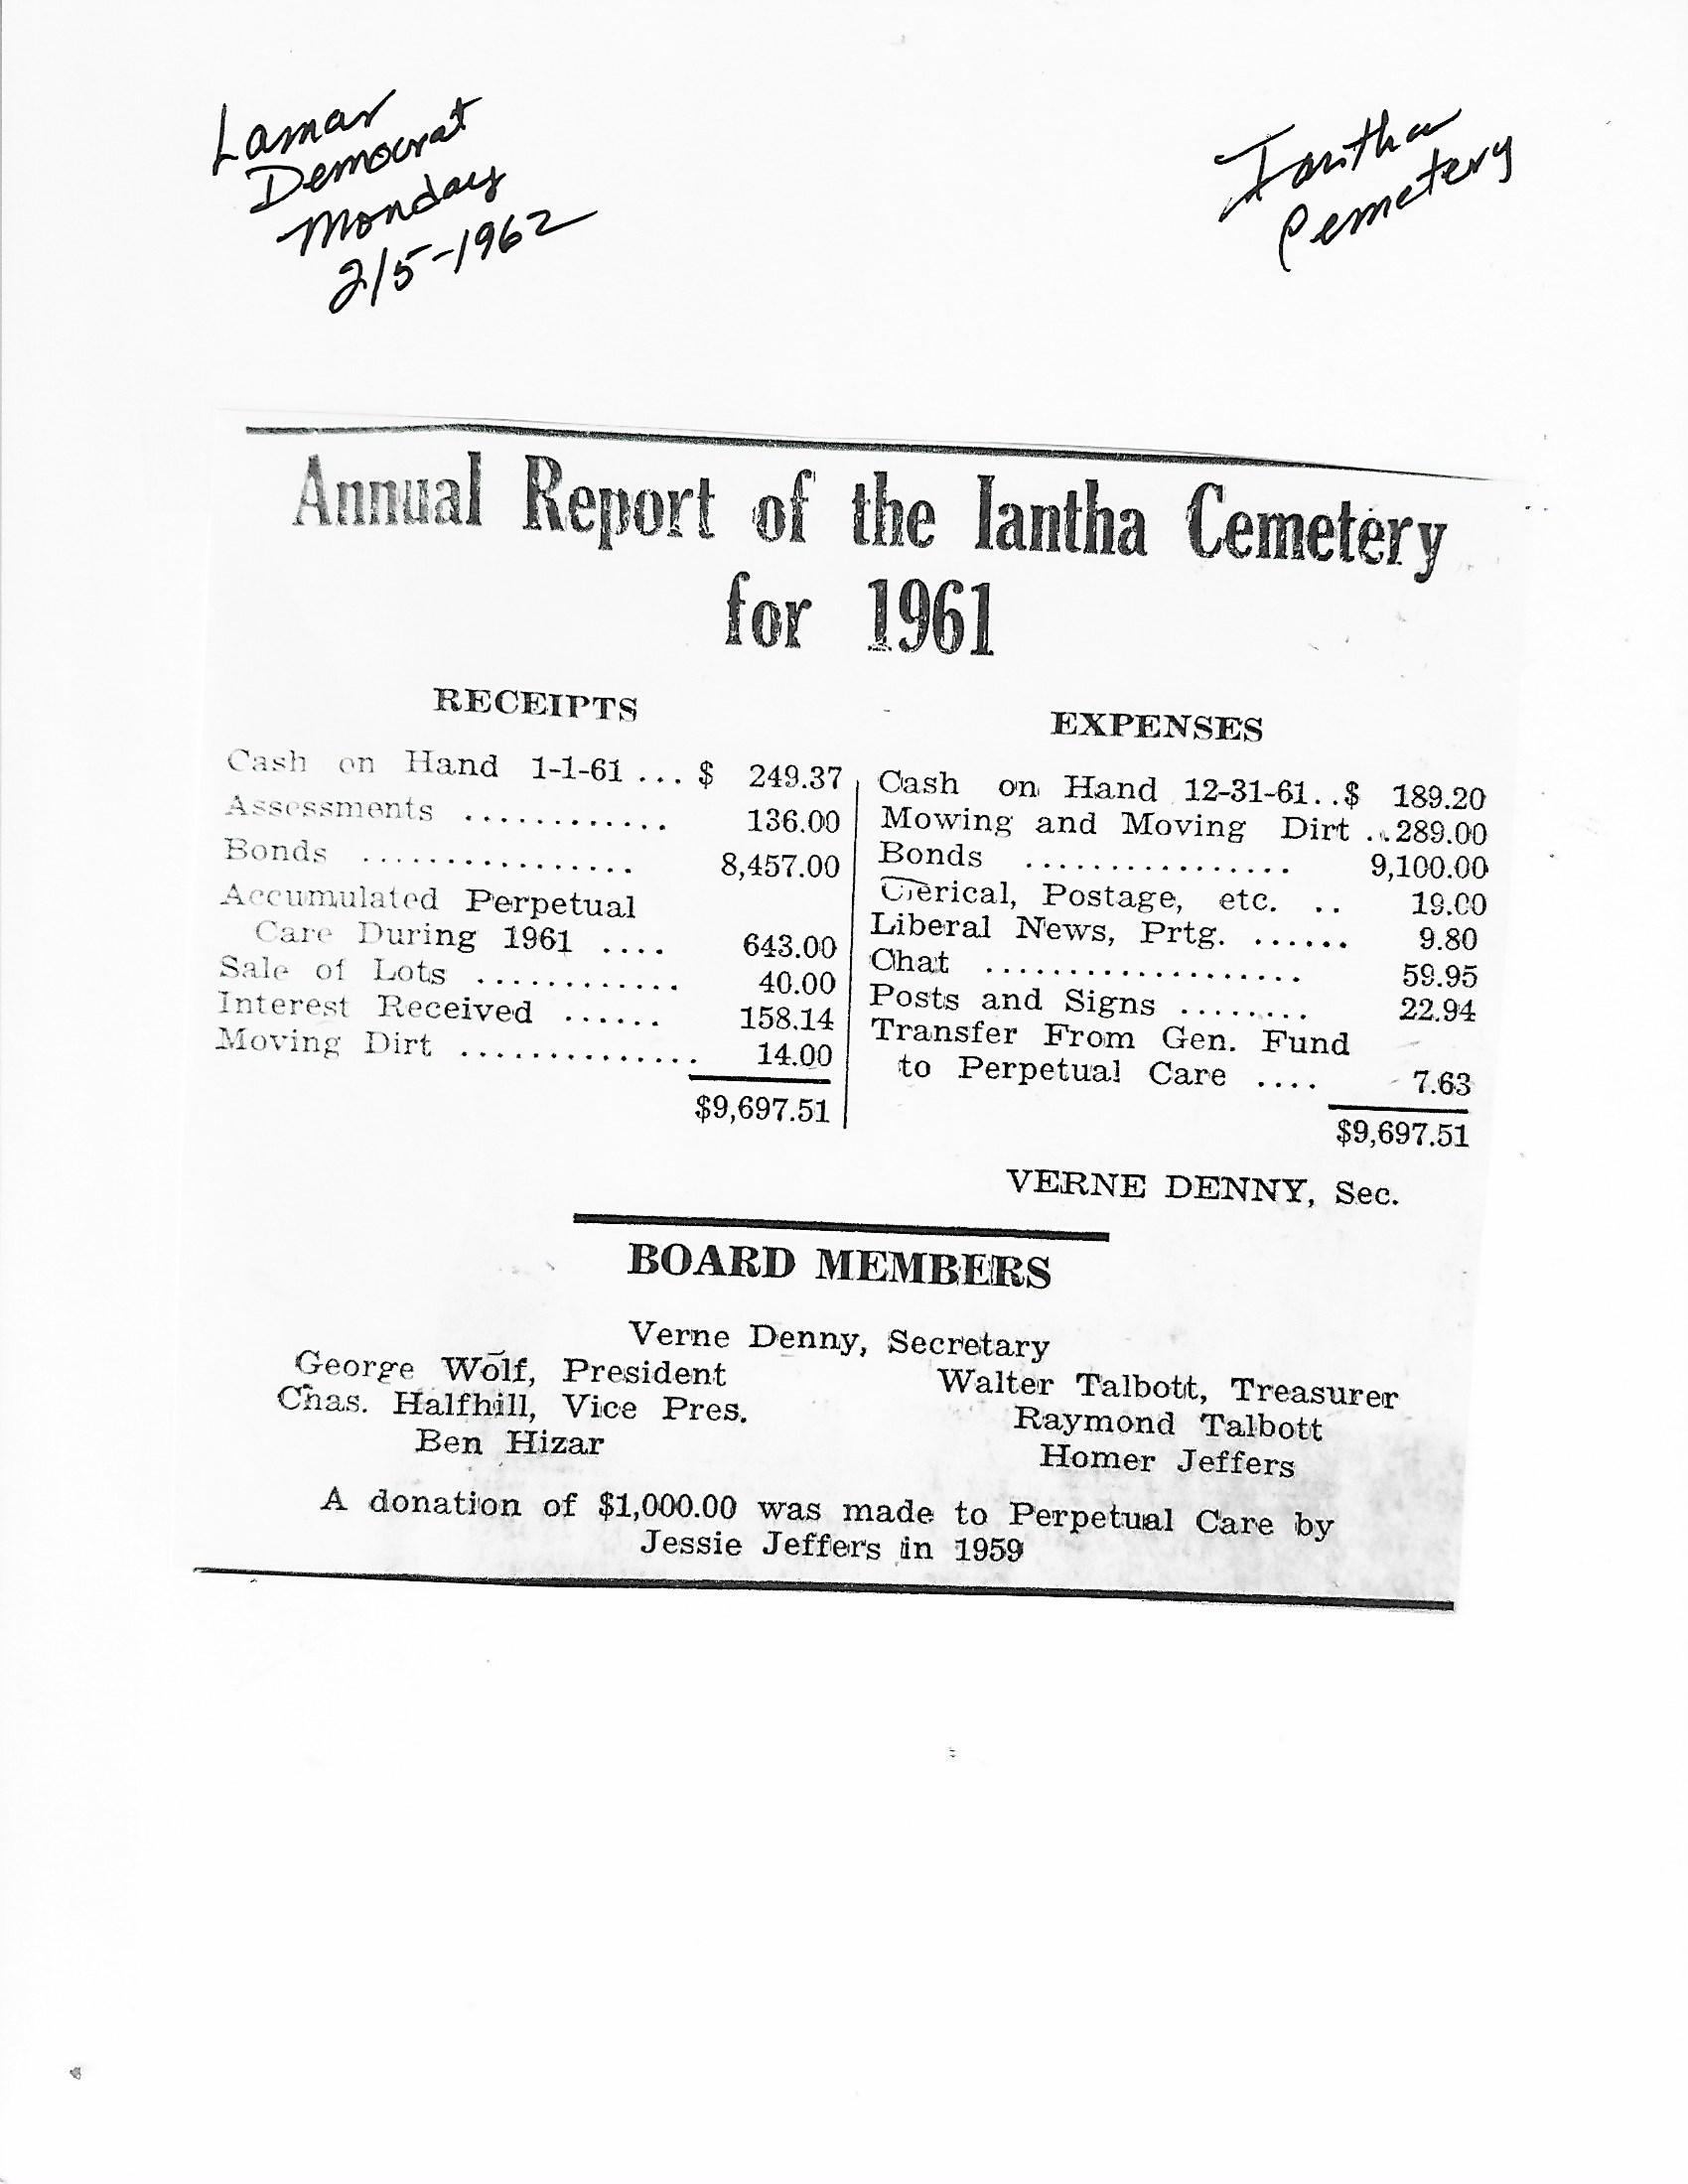 Lamar
Democrat
Monday
2/5-1962
Iantha
Cemetery
Annual Report of the Iantha Cemetery
for 1961
RECEIPTS
Cash on Hand 1-1-61 ... $ 249.37
Assessments ............ 136.00
Bonds ................ 8,457.00
Accumulated Perpetual
Care During 1961 .... 643.00
Sale of Lots ............ 40.00
Interest Received ...... 158.14
Moving Dirt .............. 14.00
$9,697.51
EXPENSES
Cash on Hand 12-31-61..$ 189.20
Mowing and Moving Dirt ..289.00
Bonds ............... 9,100.00
Clerical, Postage, etc. .. 19.00
Liberal News, Prtg. ...... 9.80
Chat ................... 59.95
Posts and Signs ........ 22.94
Transfer From Gen. Fund
to Perpetual Care .... 7.63
$9,697.51
VERNE DENNY, Sec.
BOARD MEMBERS
Verne Denny, Secretary
George Wolf, President
Chas. Halfhill, Vice Pres.
Ben Hizar
Walter Talbott, Treasurer
Raymond Talbott
Homer Jeffers
A donation of $1,000.00 was made to Perpetual Care by
Jessie Jeffers in 1959